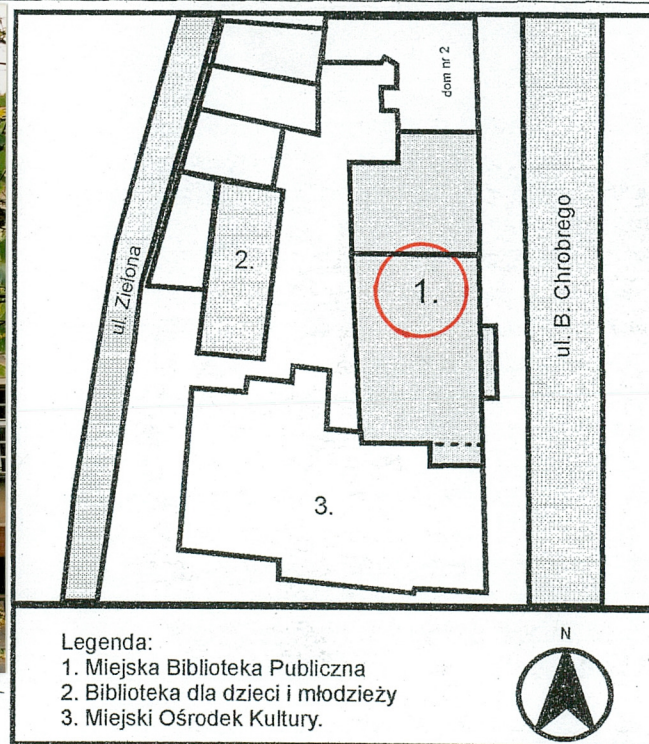 dom nr 2
ul. Zielona
2.
1.
ul. B. Chrobrego
3.
Legenda:
1. Miejska Biblioteka Publiczna
2. Biblioteka dla dzieci i młodzieży
3. Miejski Ośrodek Kultury.
N